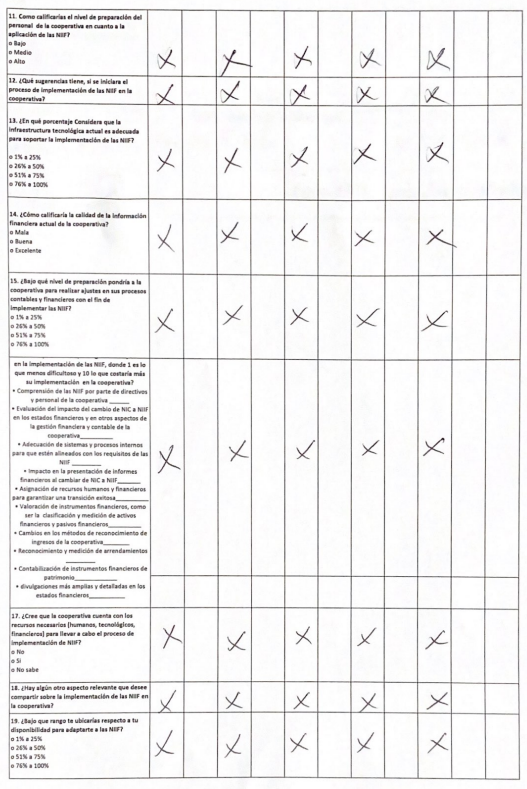 11. Como calificarías el nivel de preparación del
personal de la cooperativa en cuanto a la
aplicación de las NIIF?
o Bajo
o Medio
o Alto
X X X X X
12. ¿Qué sugerencias tiene, si se iniciara el
proceso de implementación de las NIIF en la
cooperativa?
X X X X X
13. ¿En qué porcentaje Considera que la
infraestructura tecnológica actual es adecuada
para soportar la implementación de las NIIF?
o 1% a 25%
o 26% a 50%
o 51% a 75%
o 76% a 100%
X X X X X
14. ¿Cómo calificaría la calidad de la información
financiera actual de la cooperativa?
o Mala
o Buena
o Excelente
X X X X X
15. ¿Bajo qué nivel de preparación pondría a la
cooperativa para realizar ajustes en sus procesos
contables y financieros con el fin de
implementar las NIIF?
o 1% a 25%
o 26% a 50%
o 51% a 75%
o 76% a 100%
X X X X X
en la implementación de las NIIF, donde 1 es lo
que menos dificultoso y 10 lo que costaría más
su implementación en la cooperativa?
• Comprensión de las NIIF por parte de directivos
y personal de la cooperativa ______
• Evaluación del impacto del cambio de NIC a NIIF
en los estados financieros y en otros aspectos de
la gestión financiera y contable de la
cooperativa__________
• Adecuación de sistemas y procesos internos
para que estén alineados con los requisitos de las
NIIF __________
• Impacto en la presentación de informes
financieros al cambiar de NIC a NIIF______
• Asignación de recursos humanos y financieros
para garantizar una transición exitosa______
• Valoración de instrumentos financieros, como
ser la clasificación y medición de activos
financieros y pasivos financieros_______
• Cambios en los métodos de reconocimiento de
ingresos de la cooperativa_______
• Reconocimiento y medición de arrendamientos
__________
• Contabilización de instrumentos financieros de
patrimonio__________
• divulgaciones más amplias y detalladas en los
estados financieros__________
X X X X X
17. ¿Cree que la cooperativa cuenta con los
recursos necesarios (humanos, tecnológicos,
financieros) para llevar a cabo el proceso de
implementación de NIIF?
o No
o Si
o No sabe
X X X X X
18. ¿Hay algún otro aspecto relevante que desee
compartir sobre la implementación de las NIIF en
la cooperativa?
X X X X X
19. ¿Bajo que rango te ubicarías respecto a tu
disponibilidad para adaptarte a las NIIF?
o 1% a 25%
o 26% a 50%
o 51% a 75%
o 76% a 100%
X X X X X